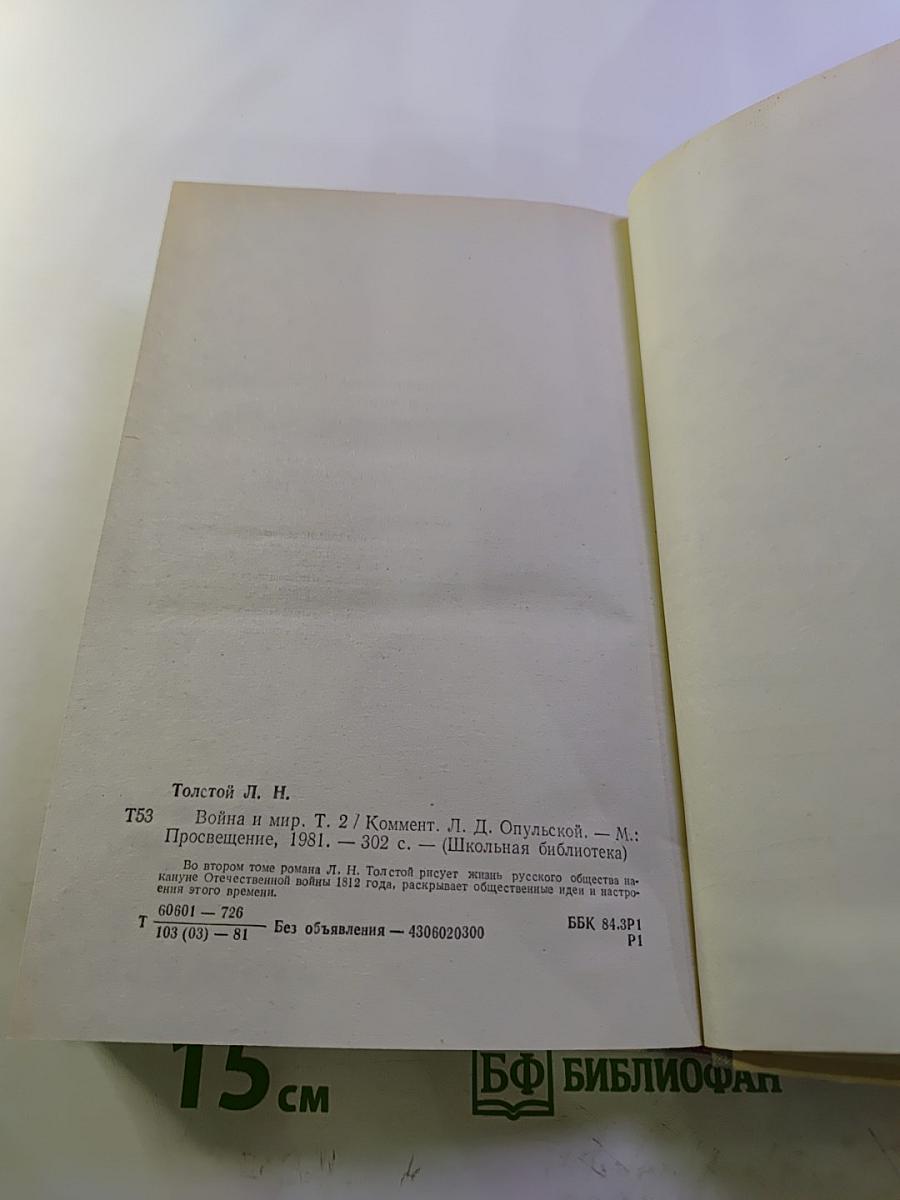 Толстой Л. Н.
Т53 Война и мир. Т. 2 / Коммент. Л. Д. Опульской. — М.:
Просвещение, 1981. — 302 с. — (Школьная библиотека)
Во втором томе романа Л. Н. Толстой рисует жизнь русского общества на-
кануне Отечественной войны 1812 года, раскрывает общественные идеи и настро-
ения этого времени.
Т 60601 — 726
103 (03) — 81
Без объявления — 4306020300
ББК 84.3Р1
Р1
15 см
БФ БИБЛИОФАН